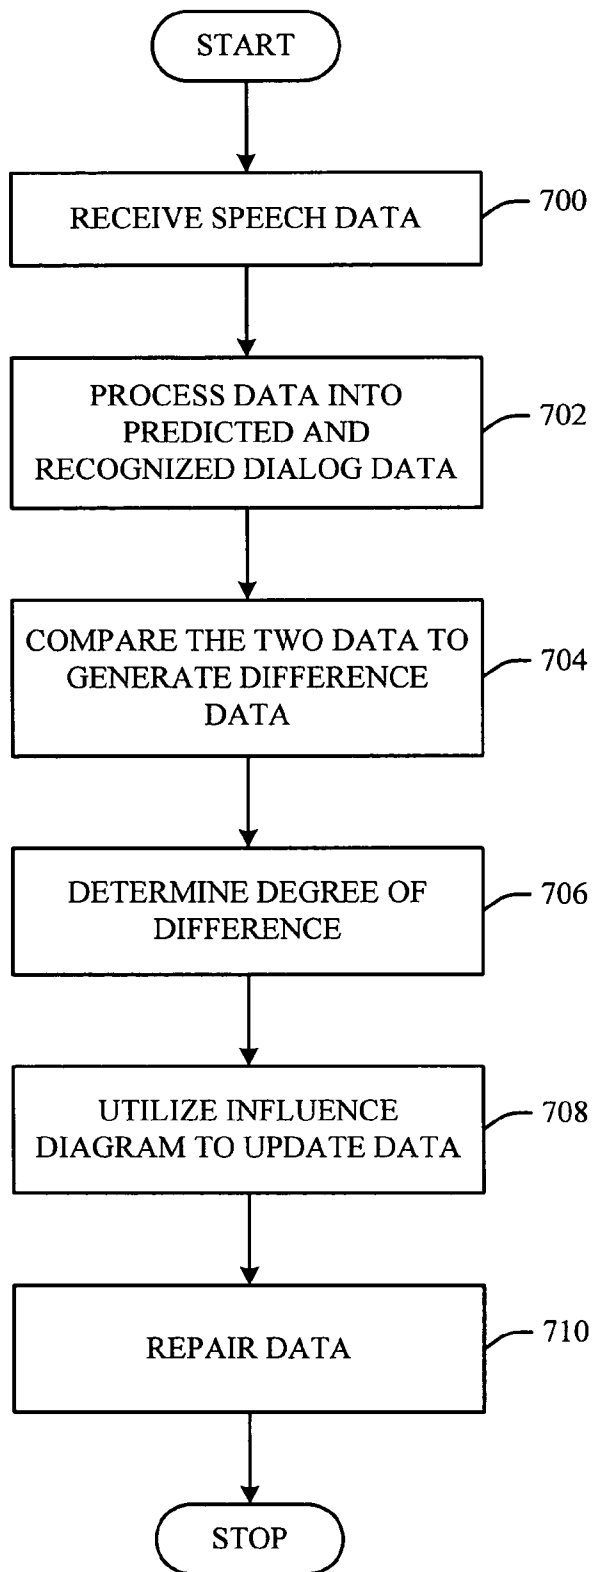 START
RECEIVE SPEECH DATA
700
PROCESS DATA INTO
PREDICTED AND
RECOGNIZED DIALOG DATA
702
COMPARE THE TWO DATA TO
GENERATE DIFFERENCE
DATA
704
DETERMINE DEGREE OF
DIFFERENCE
706
UTILIZE INFLUENCE
DIAGRAM TO UPDATE DATA
708
REPAIR DATA
710
STOP